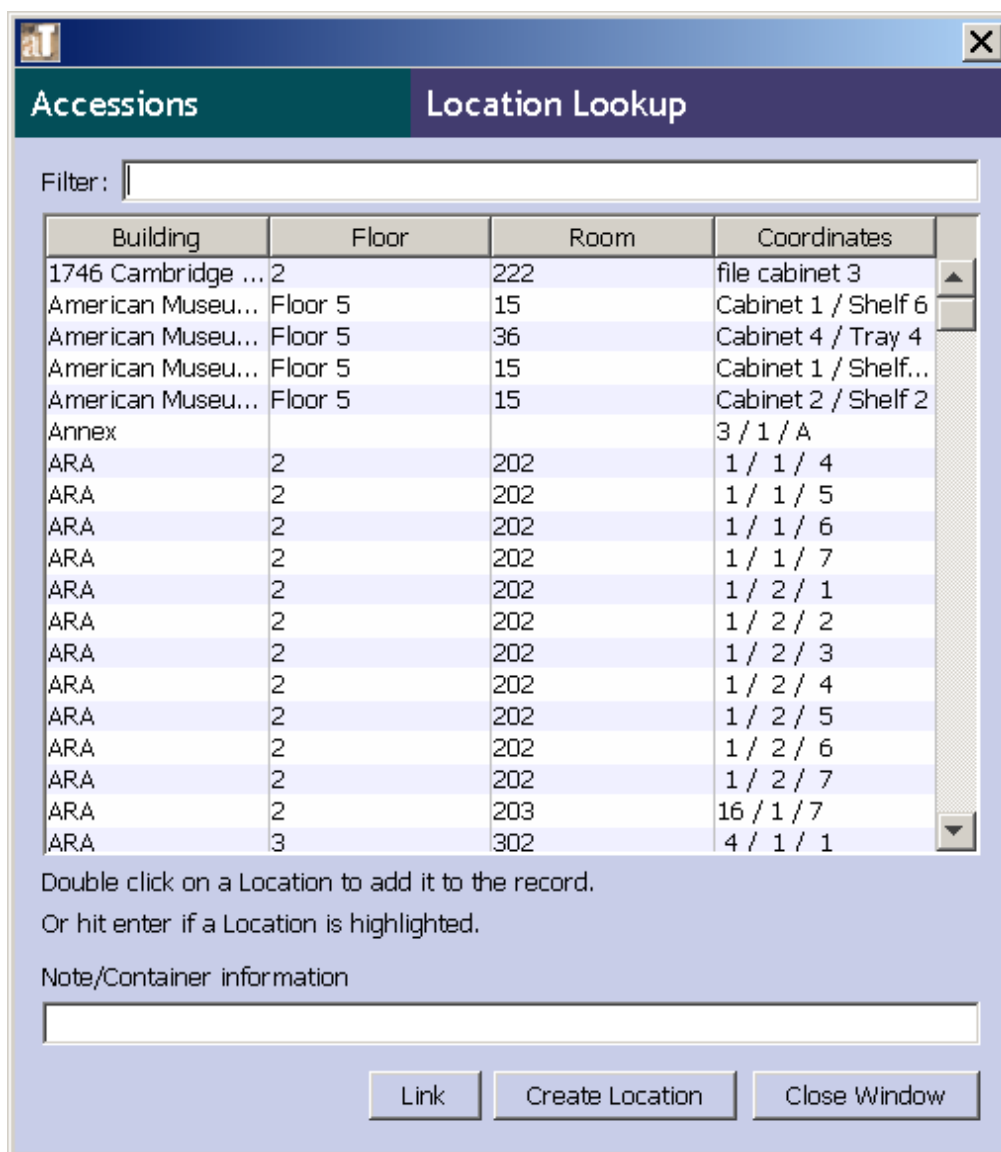 aT
Accessions Location Lookup
Filter:
Building Floor Room Coordinates
1746 Cambridge ... 2 222 file cabinet 3
American Museu... Floor 5 15 Cabinet 1 / Shelf 6
American Museu... Floor 5 36 Cabinet 4 / Tray 4
American Museu... Floor 5 15 Cabinet 1 / Shelf...
American Museu... Floor 5 15 Cabinet 2 / Shelf 2
Annex 3 / 1 / A
ARA 2 202 1 / 1 / 4
ARA 2 202 1 / 1 / 5
ARA 2 202 1 / 1 / 6
ARA 2 202 1 / 1 / 7
ARA 2 202 1 / 2 / 1
ARA 2 202 1 / 2 / 2
ARA 2 202 1 / 2 / 3
ARA 2 202 1 / 2 / 4
ARA 2 202 1 / 2 / 5
ARA 2 202 1 / 2 / 6
ARA 2 202 1 / 2 / 7
ARA 2 203 16 / 1 / 7
ARA 3 302 4 / 1 / 1
Double click on a Location to add it to the record.
Or hit enter if a Location is highlighted.
Note/Container information
Link Create Location Close Window